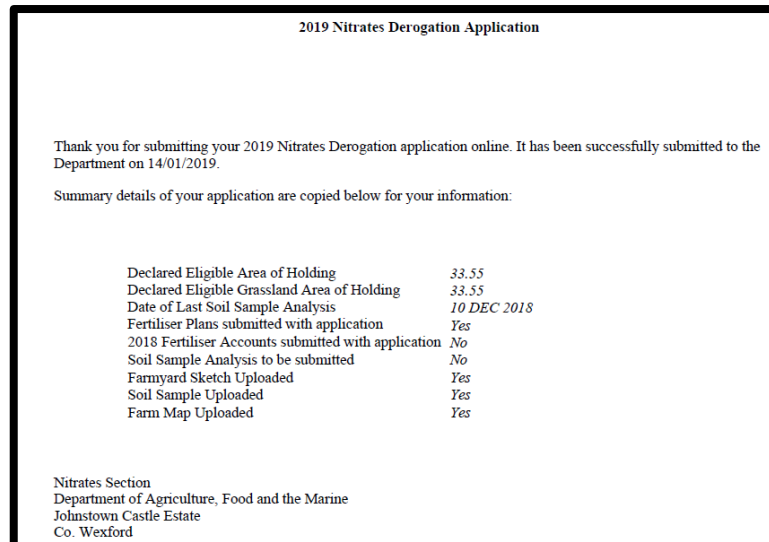 2019 Nitrates Derogation Application
Thank you for submitting your 2019 Nitrates Derogation application online. It has been successfully submitted to the
Department on 14/01/2019.
Summary details of your application are copied below for your information:
Declared Eligible Area of Holding 33.55
Declared Eligible Grassland Area of Holding 33.55
Date of Last Soil Sample Analysis 10 DEC 2018
Fertiliser Plans submitted with application Yes
2018 Fertiliser Accounts submitted with application No
Soil Sample Analysis to be submitted No
Farmyard Sketch Uploaded Yes
Soil Sample Uploaded Yes
Farm Map Uploaded Yes
Nitrates Section
Department of Agriculture, Food and the Marine
Johnstown Castle Estate
Co. Wexford